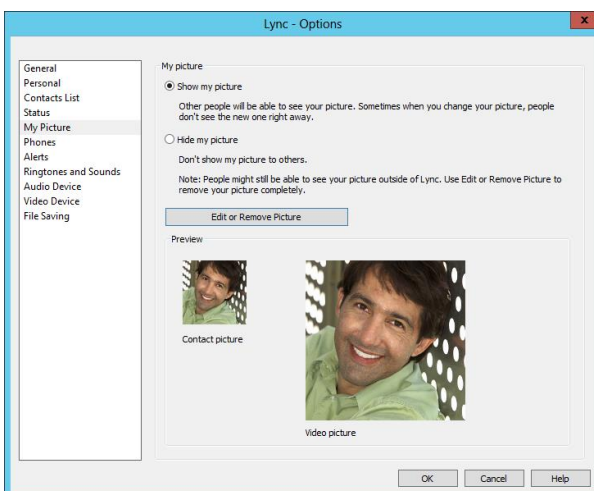 Lync - Options
x
General
Personal
Contacts List
Status
My Picture
Phones
Alerts
Ringtones and Sounds
Audio Device
Video Device
File Saving
My picture
Show my picture
Other people will be able to see your picture. Sometimes when you change your picture, people
don't see the new one right away.
Hide my picture
Don't show my picture to others.
Note: People might still be able to see your picture outside of Lync. Use Edit or Remove Picture to
remove your picture completely.
Edit or Remove Picture
Preview
Contact picture
Video picture
OK
Cancel
Help